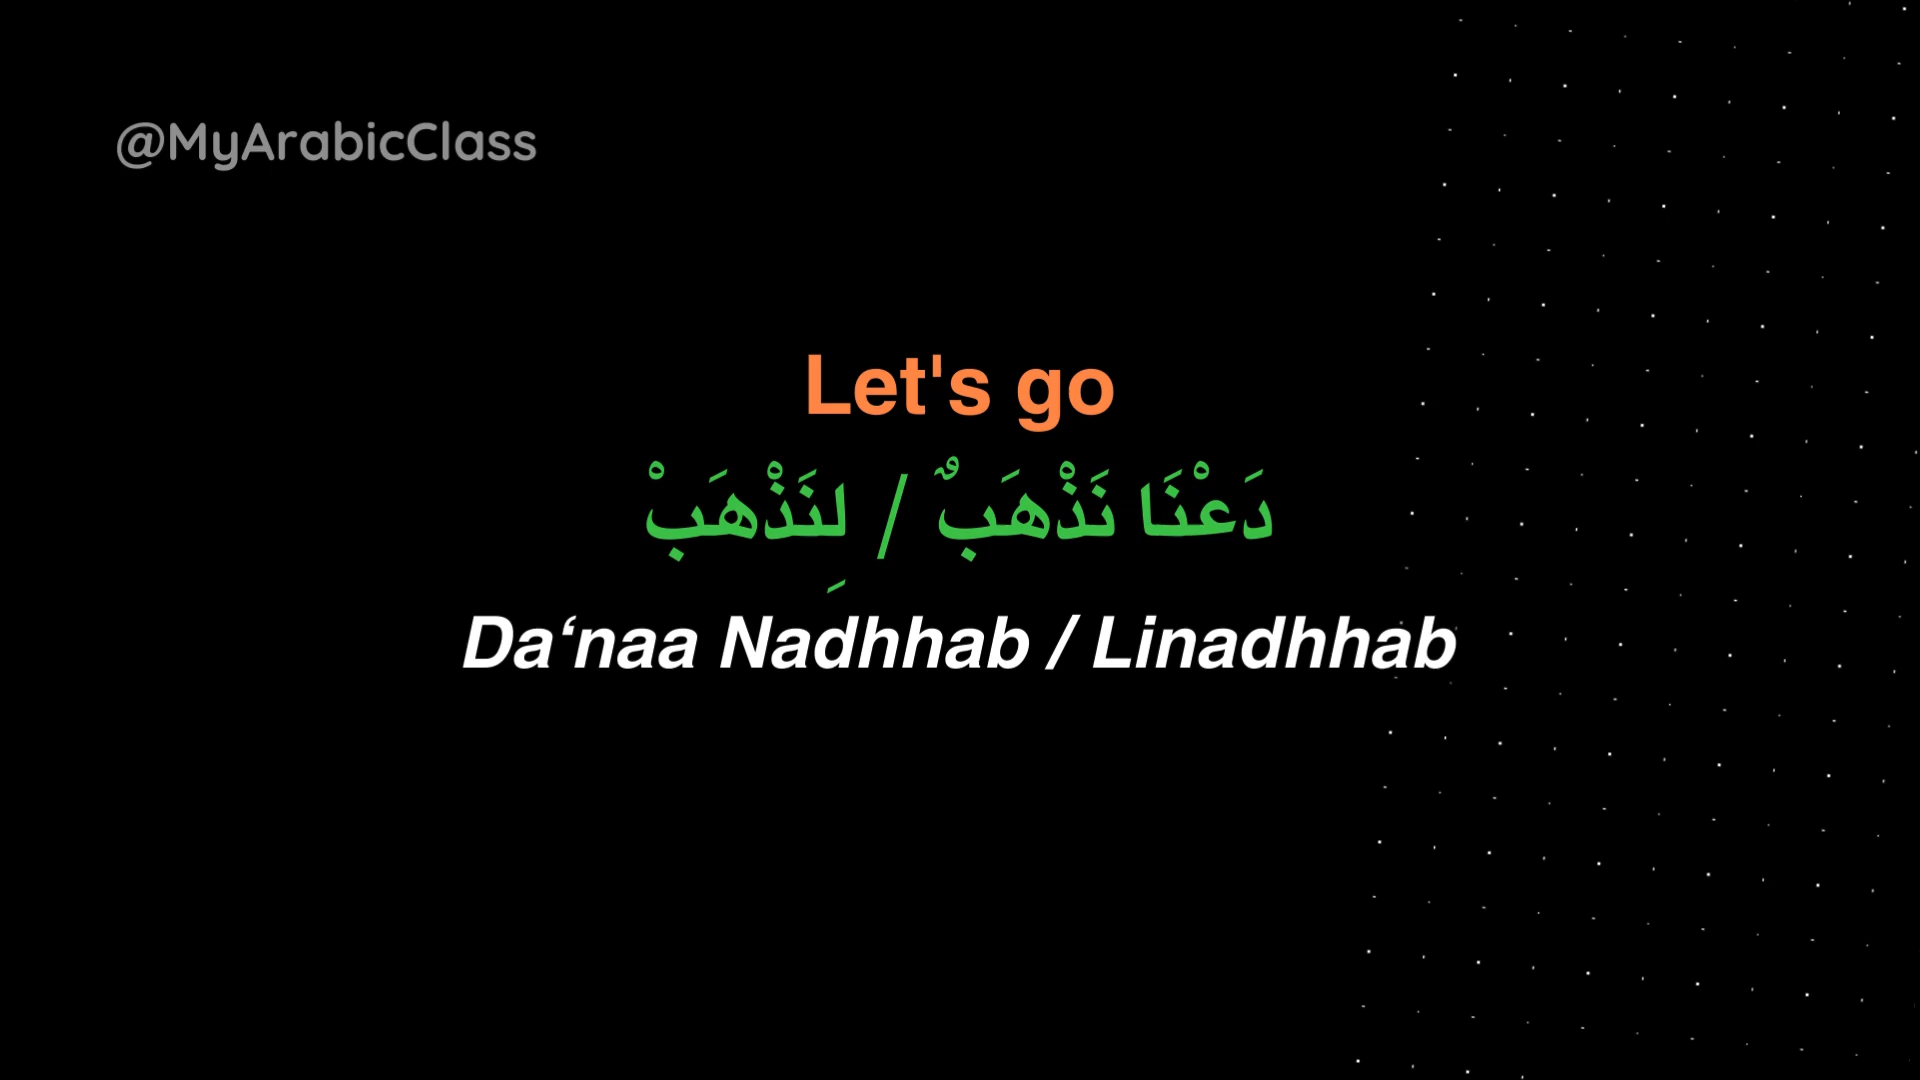 @MyArabicClass
Let's go
دَعْنَا نَذْهَبٌ / لِنَذْهَبْ
Da‘naa Nadhhab / Linadhhab